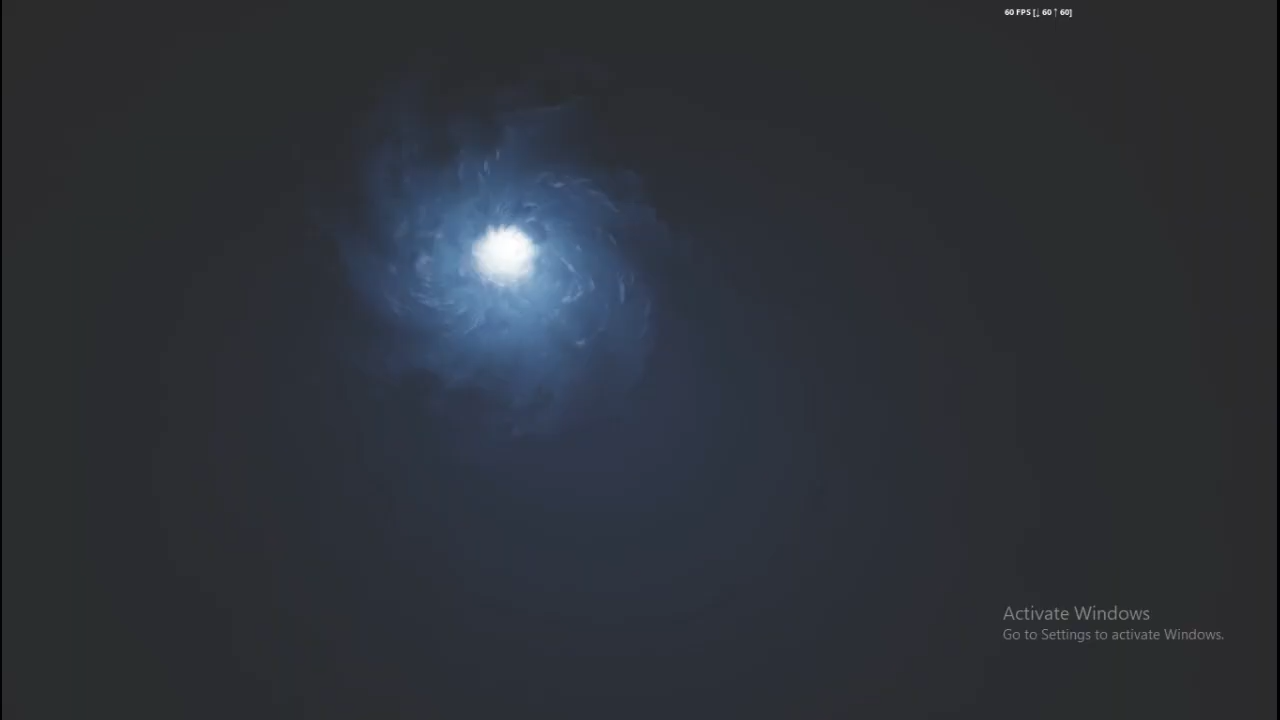 60 FPS [↓ 60 ↑ 60]
Activate Windows
Go to Settings to activate Windows.